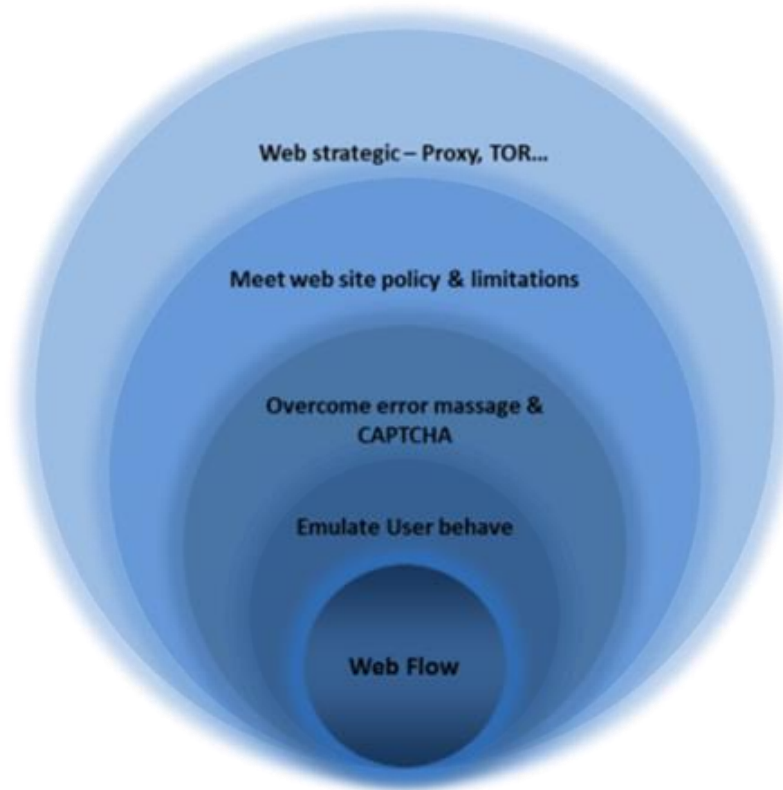 Web strategic – Proxy, TOR...
Meet web site policy & limitations
Overcome error massage &
CAPTCHA
Emulate User behave
Web Flow